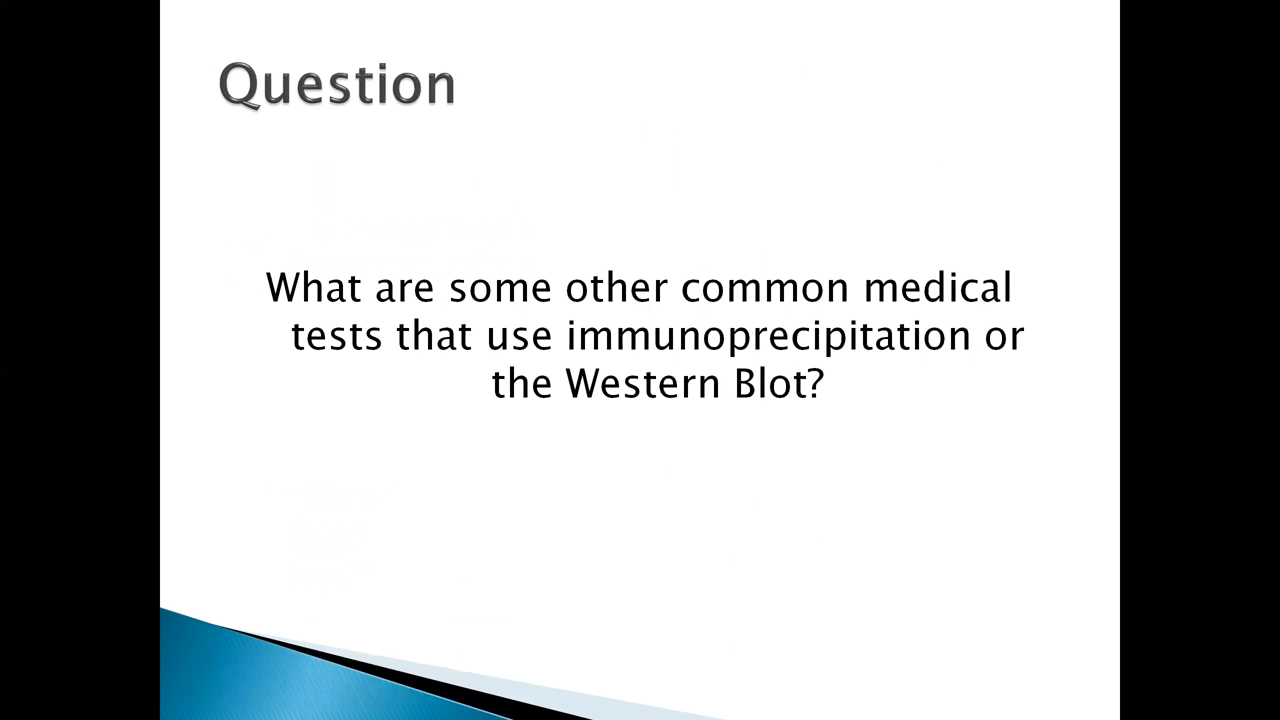 Question
What are some other common medical
tests that use immunoprecipitation or
the Western Blot?